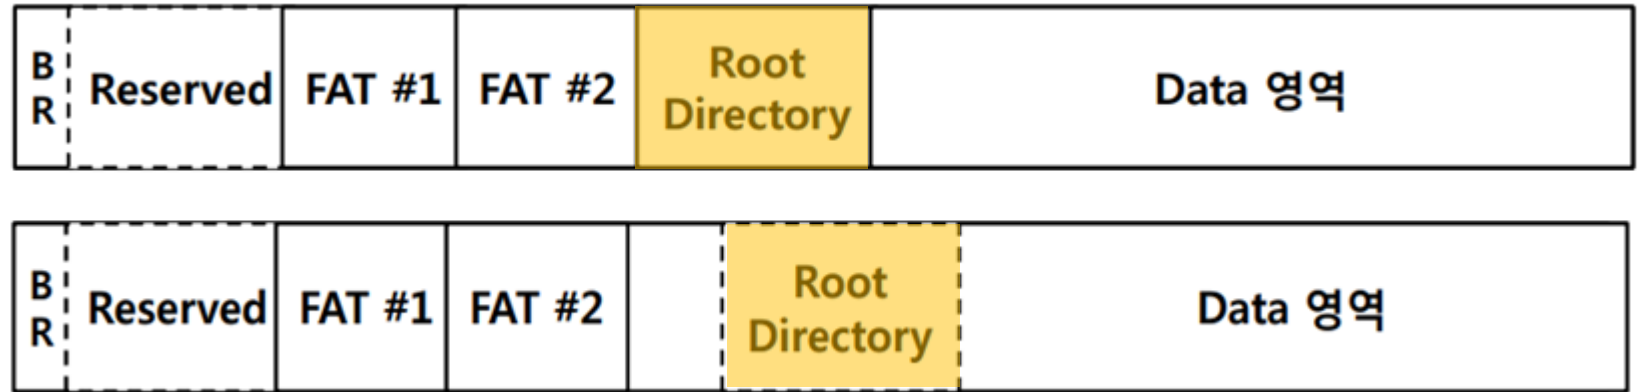 B
R
Reserved
FAT #1
FAT #2
Root
Directory
Data 영역
B
R
Reserved
FAT #1
FAT #2
Root
Directory
Data 영역